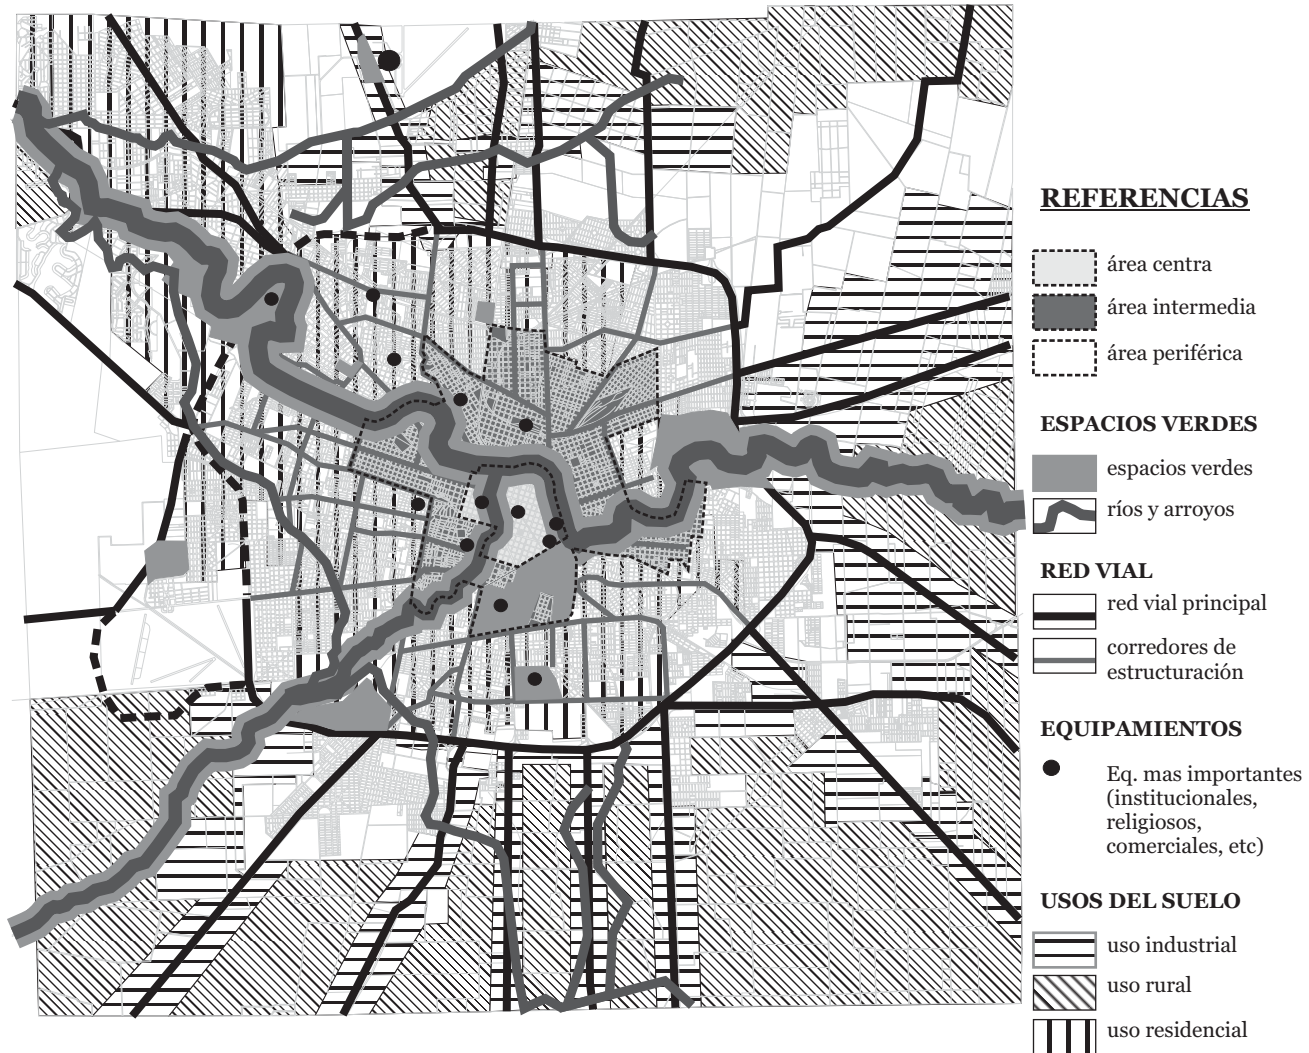 REFERENCIAS
área centra
área intermedia
área periférica
ESPACIOS VERDES
espacios verdes
ríos y arroyos
RED VIAL
red vial principal
corredores de
estructuración
EQUIPAMIENTOS
Eq. mas importantes
(institucionales,
religiosos,
comerciales, etc)
USOS DEL SUELO
uso industrial
uso rural
uso residencial